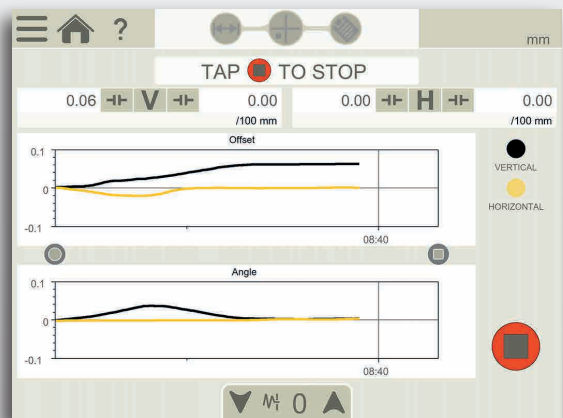 ?
mm
TAP TO STOP
0.06 V 0.00 0.00 H 0.00
/100 mm /100 mm
Offset
0.1
0
-0.1
08:40
VERTICAL
HORIZONTAL
Angle
0.1
0
-0.1
08:40
0